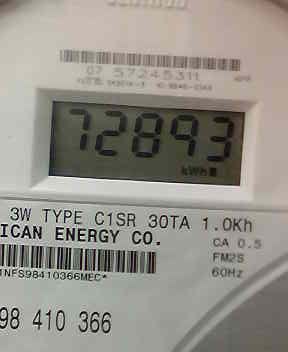 07 57245311
72893
kWh
3W TYPE C1SR 30TA 1.0Kh
ICAN ENERGY CO.
CA 0.5
FM2S
60Hz
1NFS98410366MEC*
98 410 366